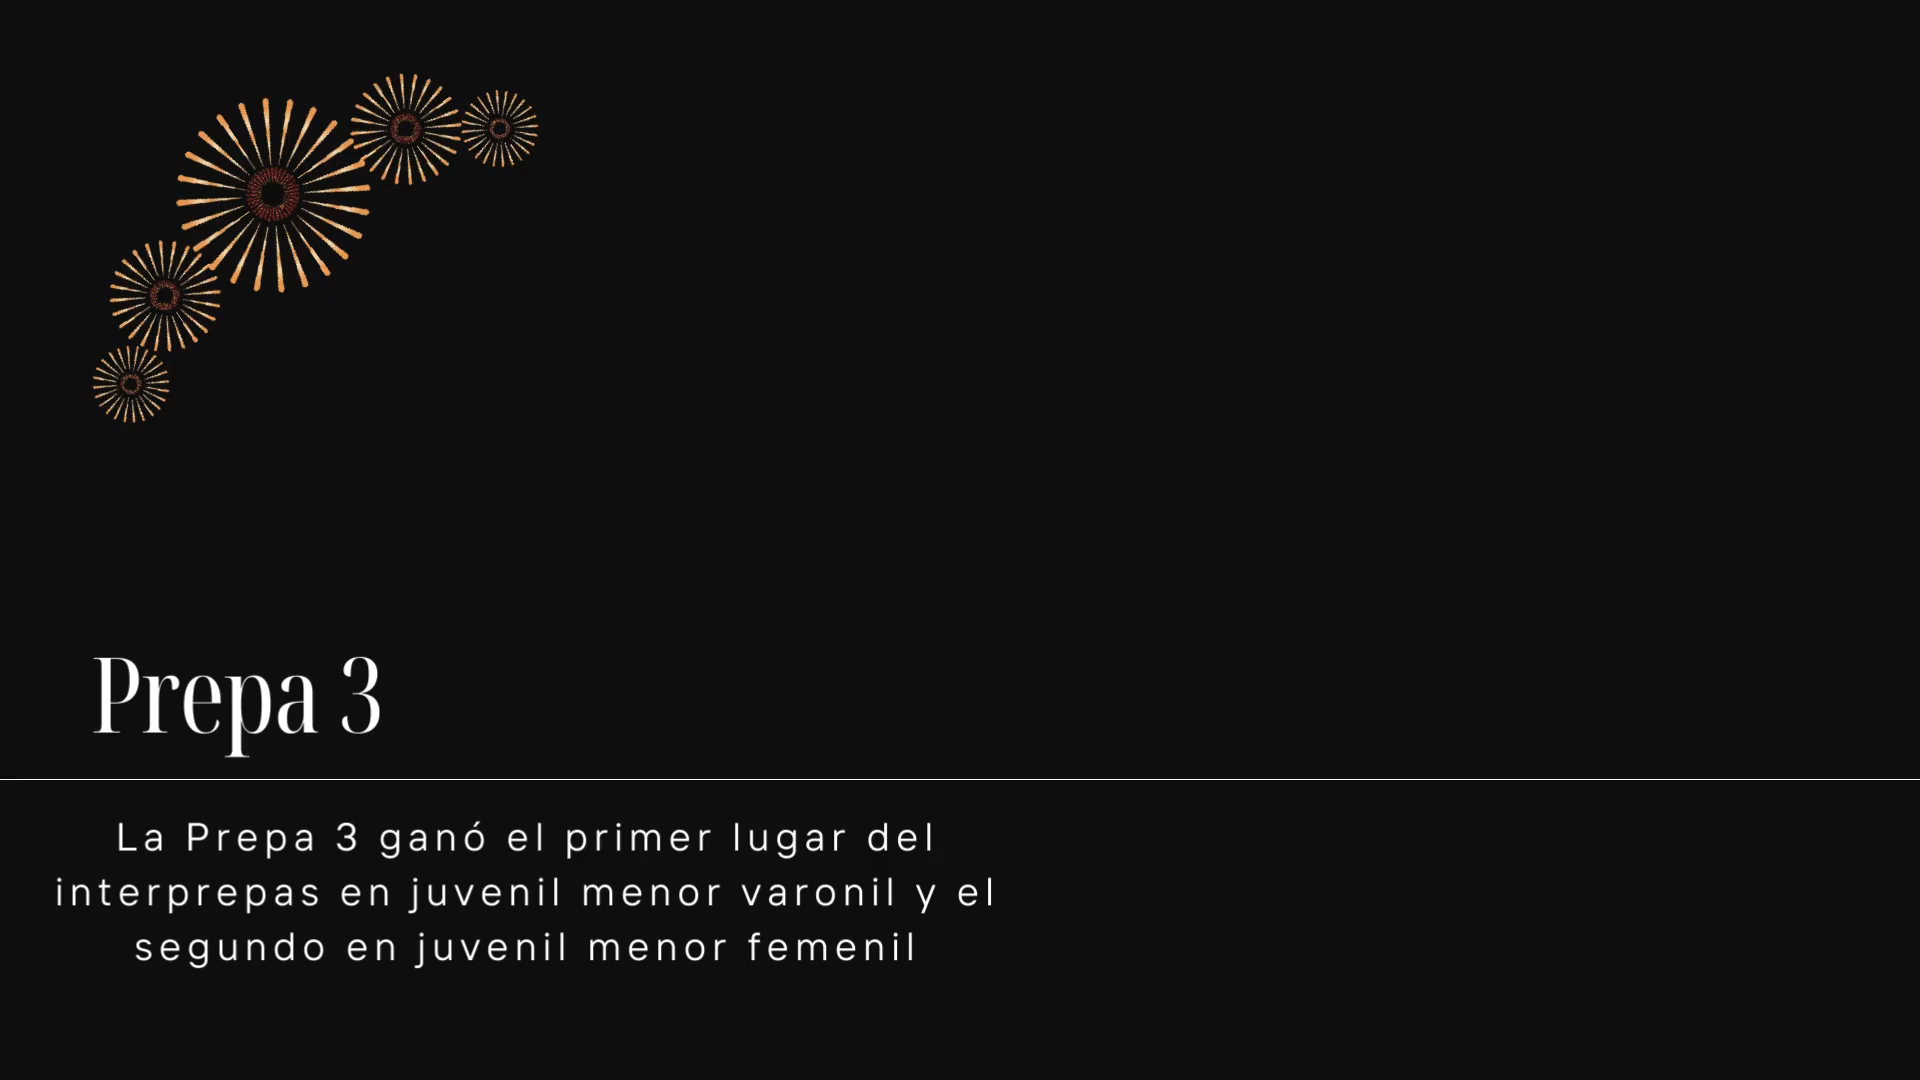 Prepa 3
La Prepa 3 ganó el primer lugar del
interprepas en juvenil menor varonil y el
segundo en juvenil menor femenil